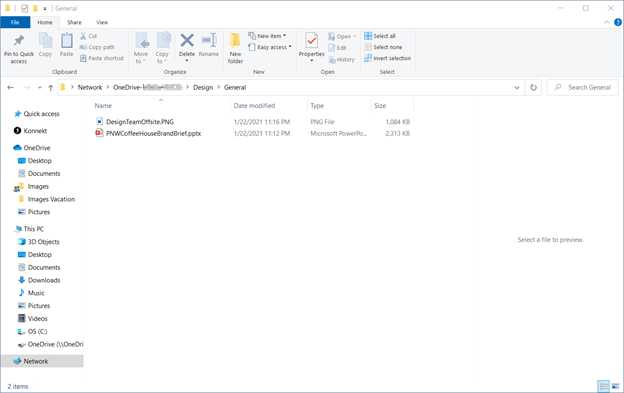 General
File
Home
Share
View
Pin to Quick access
Copy
Paste
Cut
Copy path
Paste shortcut
Clipboard
Move to
Copy to
Delete
Rename
Organize
New folder
New item
Easy access
New
Properties
Open
Edit
History
Open
Select all
Select none
Invert selection
Select
Network > OneDrive- > Design > General
Search General
Name
Date modified
Type
Size
DesignTeamOffsite.PNG 1/22/2021 11:16 PM PNG File 1,084 KB
PNWCoffeeHouseBrandBrief.pptx 1/22/2021 11:12 PM Microsoft PowerPo... 2,313 KB
Quick access
Konnekt
OneDrive
Desktop
Documents
Images
Images Vacation
Pictures
This PC
3D Objects
Desktop
Documents
Downloads
Music
Pictures
Videos
OS (C:)
OneDrive (\\OneDri
Network
Select a file to preview.
2 items